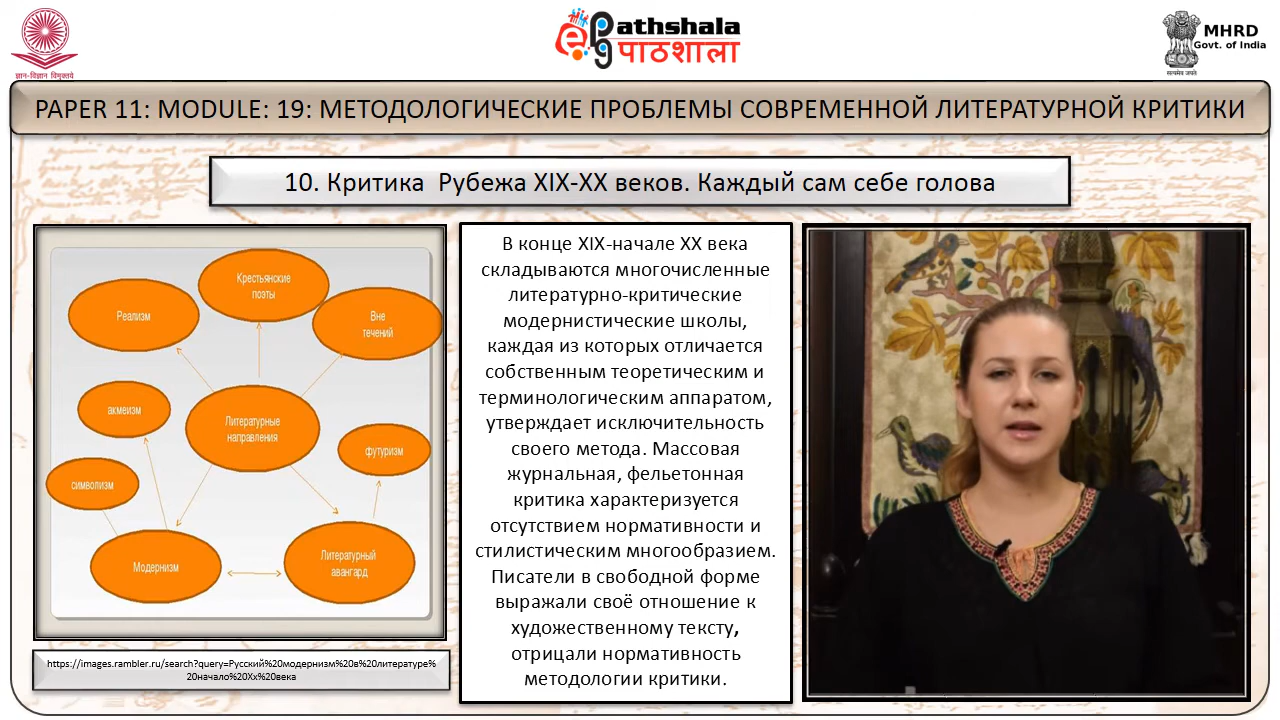 ज्ञान-विज्ञान विमुक्तये
ePathshala
पाठशाला
MHRD
Govt. of India
सत्यमेव जयते
PAPER 11: MODULE: 19: МЕТОДОЛОГИЧЕСКИЕ ПРОБЛЕМЫ СОВРЕМЕННОЙ ЛИТЕРАТУРНОЙ КРИТИКИ
10. Критика Рубежа XIX-XX веков. Каждый сам себе голова
Крестьянские
поэты
Реализм
Вне
течений
акмеизм
Литературные
направления
футуризм
символизм
Модернизм
Литературный
авангард
https://images.rambler.ru/search?query=Русский%20модернизм%20в%20литературе%
20начало%20Хх%20века
В конце XIX-начале XX века
складываются многочисленные
литературно-критические
модернистические школы,
каждая из которых отличается
собственным теоретическим и
терминологическим аппаратом,
утверждает исключительность
своего метода. Массовая
журнальная, фельетонная
критика характеризуется
отсутствием нормативности и
стилистическим многообразием.
Писатели в свободной форме
выражали своё отношение к
художественному тексту,
отрицали нормативность
методологии критики.